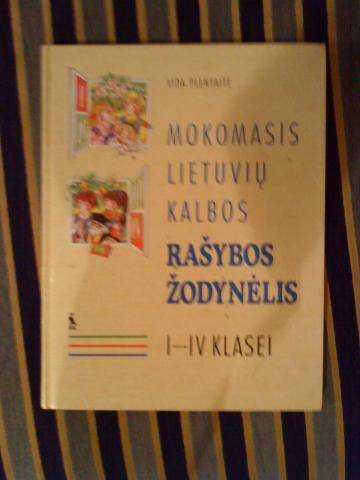 VIDA PLENTAITĖ
MOKOMASIS
LIETUVIŲ
KALBOS
RAŠYBOS
ŽODYNĖLIS
I–IV KLASEI